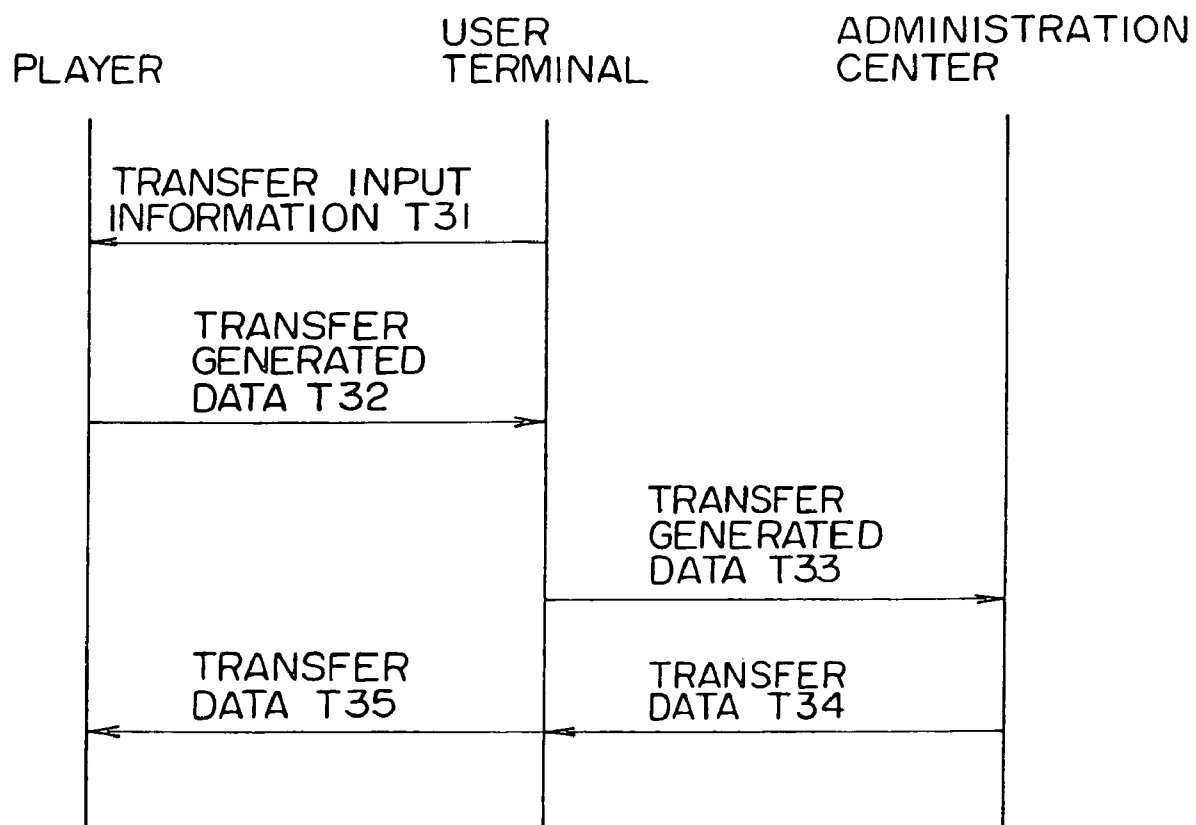 PLAYER
USER
TERMINAL
ADMINISTRATION
CENTER
TRANSFER INPUT
INFORMATION T31
TRANSFER
GENERATED
DATA T32
TRANSFER
GENERATED
DATA T33
TRANSFER
DATA T35
TRANSFER
DATA T34